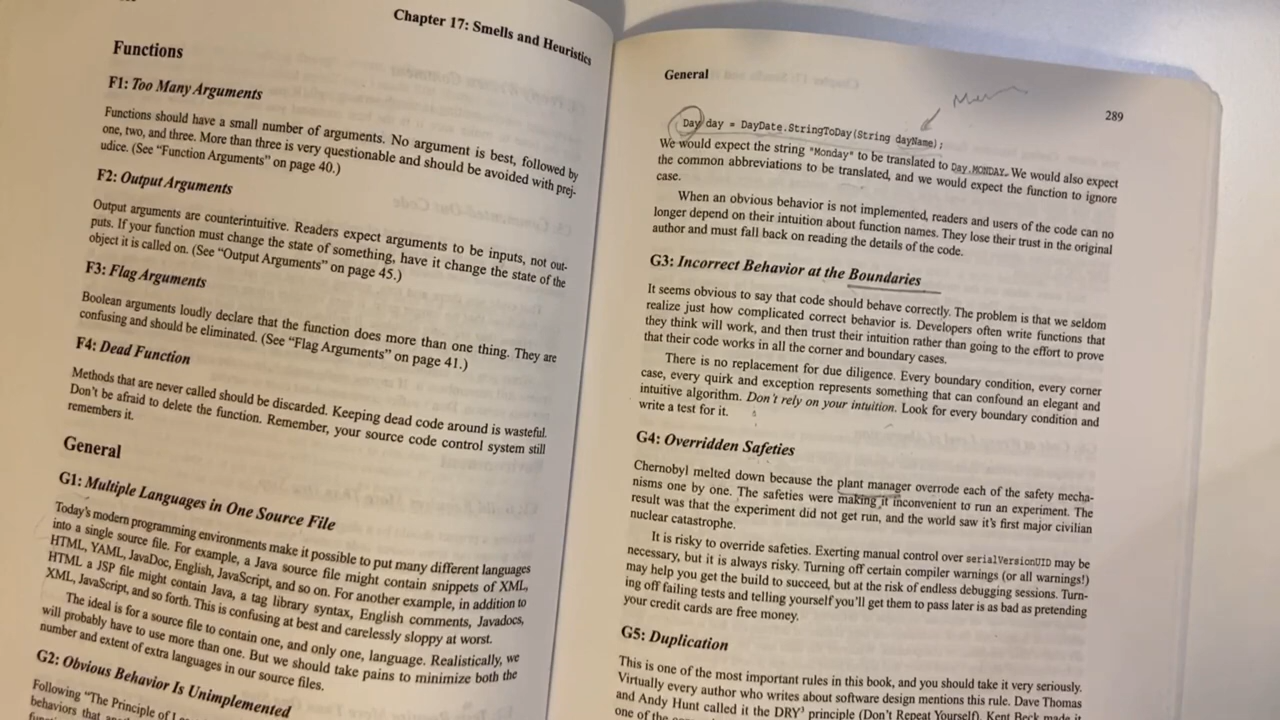 Chapter 17: Smells and Heuristics
Functions
F1: Too Many Arguments
Functions should have a small number of arguments. No argument is best, followed by
one, two, and three. More than three is very questionable and should be avoided with prej-
udice. (See “Function Arguments” on page 40.)
F2: Output Arguments
Output arguments are counterintuitive. Readers expect arguments to be inputs, not out-
puts. If your function must change the state of something, have it change the state of the
object it is called on. (See “Output Arguments” on page 45.)
F3: Flag Arguments
Boolean arguments loudly declare that the function does more than one thing. They are
confusing and should be eliminated. (See “Flag Arguments” on page 41.)
F4: Dead Function
Methods that are never called should be discarded. Keeping dead code around is wasteful.
Don’t be afraid to delete the function. Remember, your source code control system still
remembers it.
General
G1: Multiple Languages in One Source File
Today’s modern programming environments make it possible to put many different languages
into a single source file. For example, a Java source file might contain snippets of XML,
HTML, YAML, JavaDoc, English, JavaScript, and so on. For another example, in addition to
HTML a JSP file might contain Java, a tag library syntax, English comments, Javadocs,
XML, JavaScript, and so forth. This is confusing at best and carelessly sloppy at worst.
The ideal is for a source file to contain one, and only one, language. Realistically, we
will probably have to use more than one. But we should take pains to minimize both the
number and extent of extra languages in our source files.
G2: Obvious Behavior Is Unimplemented
Following “The Principle of
behaviors that
General
289
Day day = DayDate.StringToDay(String dayName);
We would expect the string "Monday" to be translated to Day.MONDAY. We would also expect
the common abbreviations to be translated, and we would expect the function to ignore
case.
When an obvious behavior is not implemented, readers and users of the code can no
longer depend on their intuition about function names. They lose their trust in the original
author and must fall back on reading the details of the code.
G3: Incorrect Behavior at the Boundaries
It seems obvious to say that code should behave correctly. The problem is that we seldom
realize just how complicated correct behavior is. Developers often write functions that
they think will work, and then trust their intuition rather than going to the effort to prove
that their code works in all the corner and boundary cases.
There is no replacement for due diligence. Every boundary condition, every corner
case, every quirk and exception represents something that can confound an elegant and
intuitive algorithm. Don’t rely on your intuition. Look for every boundary condition and
write a test for it.
G4: Overridden Safeties
Chernobyl melted down because the plant manager overrode each of the safety mecha-
nisms one by one. The safeties were making it inconvenient to run an experiment. The
result was that the experiment did not get run, and the world saw it’s first major civilian
nuclear catastrophe.
It is risky to override safeties. Exerting manual control over serialVersionUID may be
necessary, but it is always risky. Turning off certain compiler warnings (or all warnings!)
may help you get the build to succeed, but at the risk of endless debugging sessions. Turn-
ing off failing tests and telling yourself you’ll get them to pass later is as bad as pretending
your credit cards are free money.
G5: Duplication
This is one of the most important rules in this book, and you should take it very seriously.
Virtually every author who writes about software design mentions this rule. Dave Thomas
and Andy Hunt called it the DRY³ principle (Don’t Repeat Yourself). Kent Beck made it
one of the